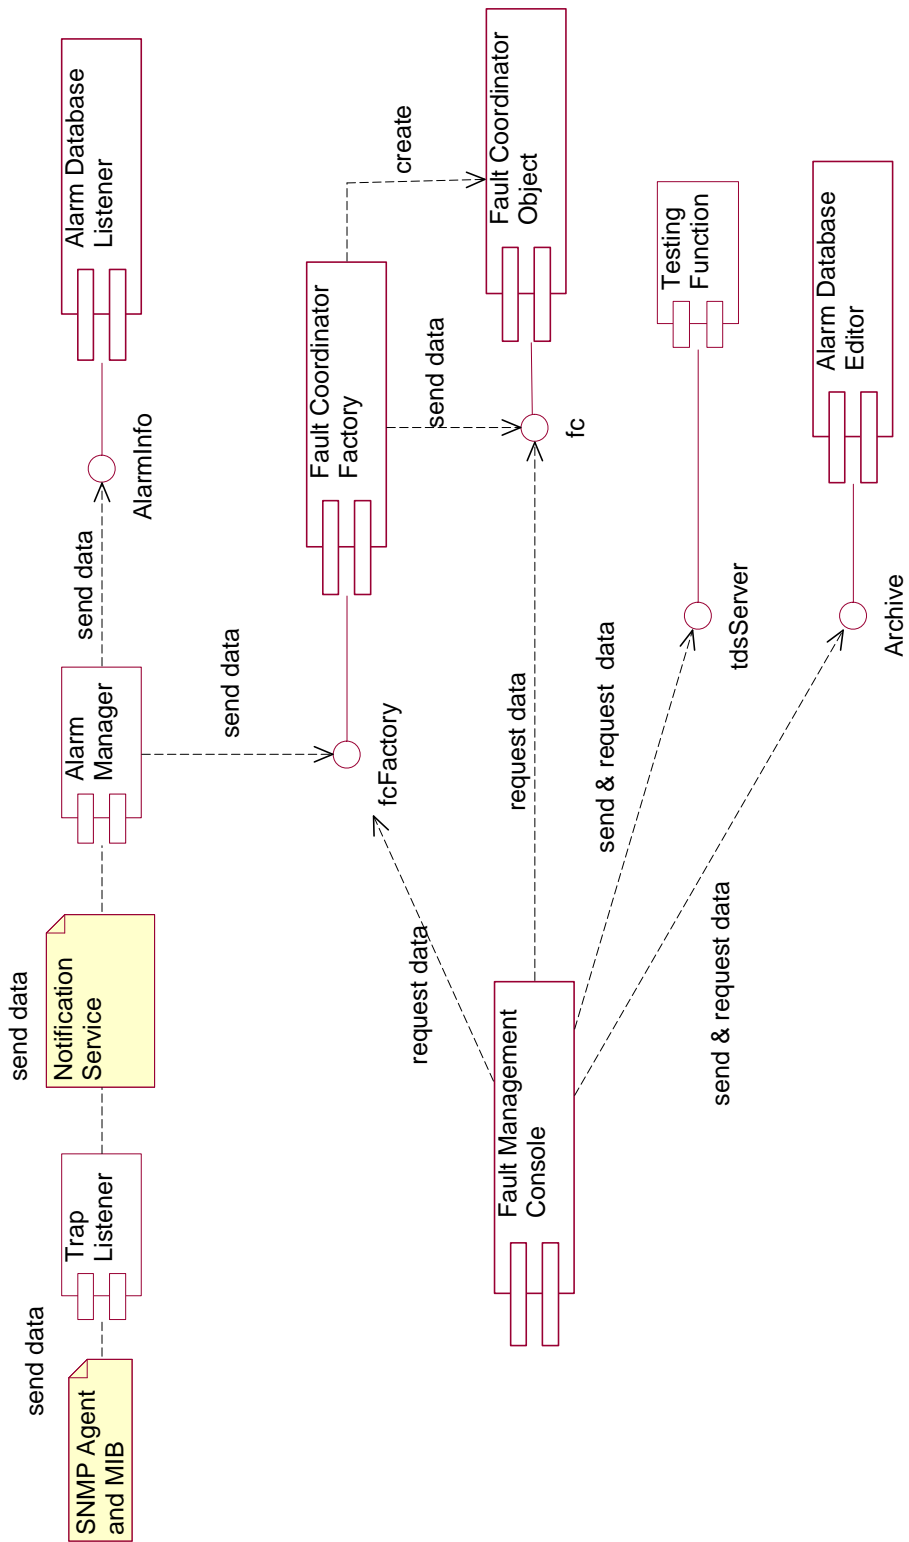 send data
send data
send data
SNMP Agent
and MIB
Trap
Listener
Notification
Service
Alarm
Manager
AlarmInfo
Alarm Database
Listener
send data
request data
fcFactory
Fault Coordinator
Factory
create
send data
Fault Management
Console
request data
fc
Fault Coordinator
Object
send & request  data
tdsServer
Testing
Function
send & request data
Archive
Alarm Database
Editor